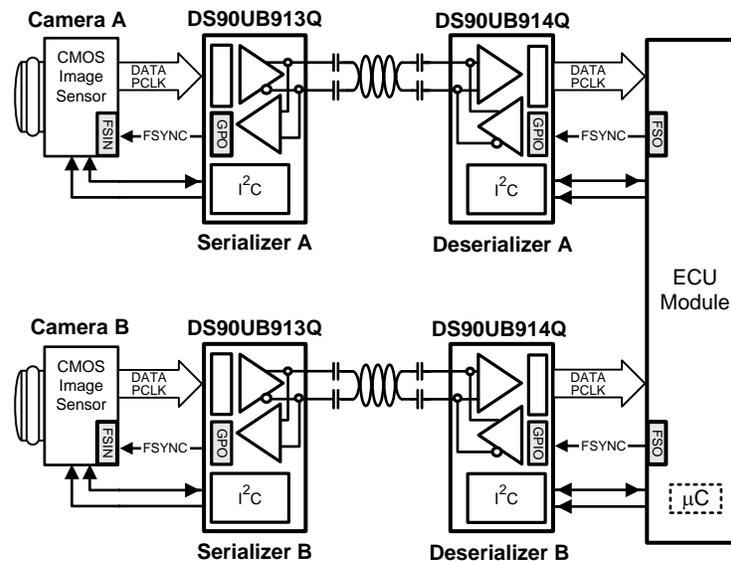 Camera A
DS90UB913Q
DS90UB914Q
CMOS
Image
Sensor
DATA
PCLK
DATA
PCLK
FSIN
FSYNC
GPO
GPIO
FSYNC
FSO
I²C
I²C
Serializer A
Deserializer A
ECU
Module
Camera B
DS90UB913Q
DS90UB914Q
CMOS
Image
Sensor
DATA
PCLK
DATA
PCLK
FSIN
FSYNC
GPO
GPIO
FSYNC
FSO
I²C
I²C
μC
Serializer B
Deserializer B